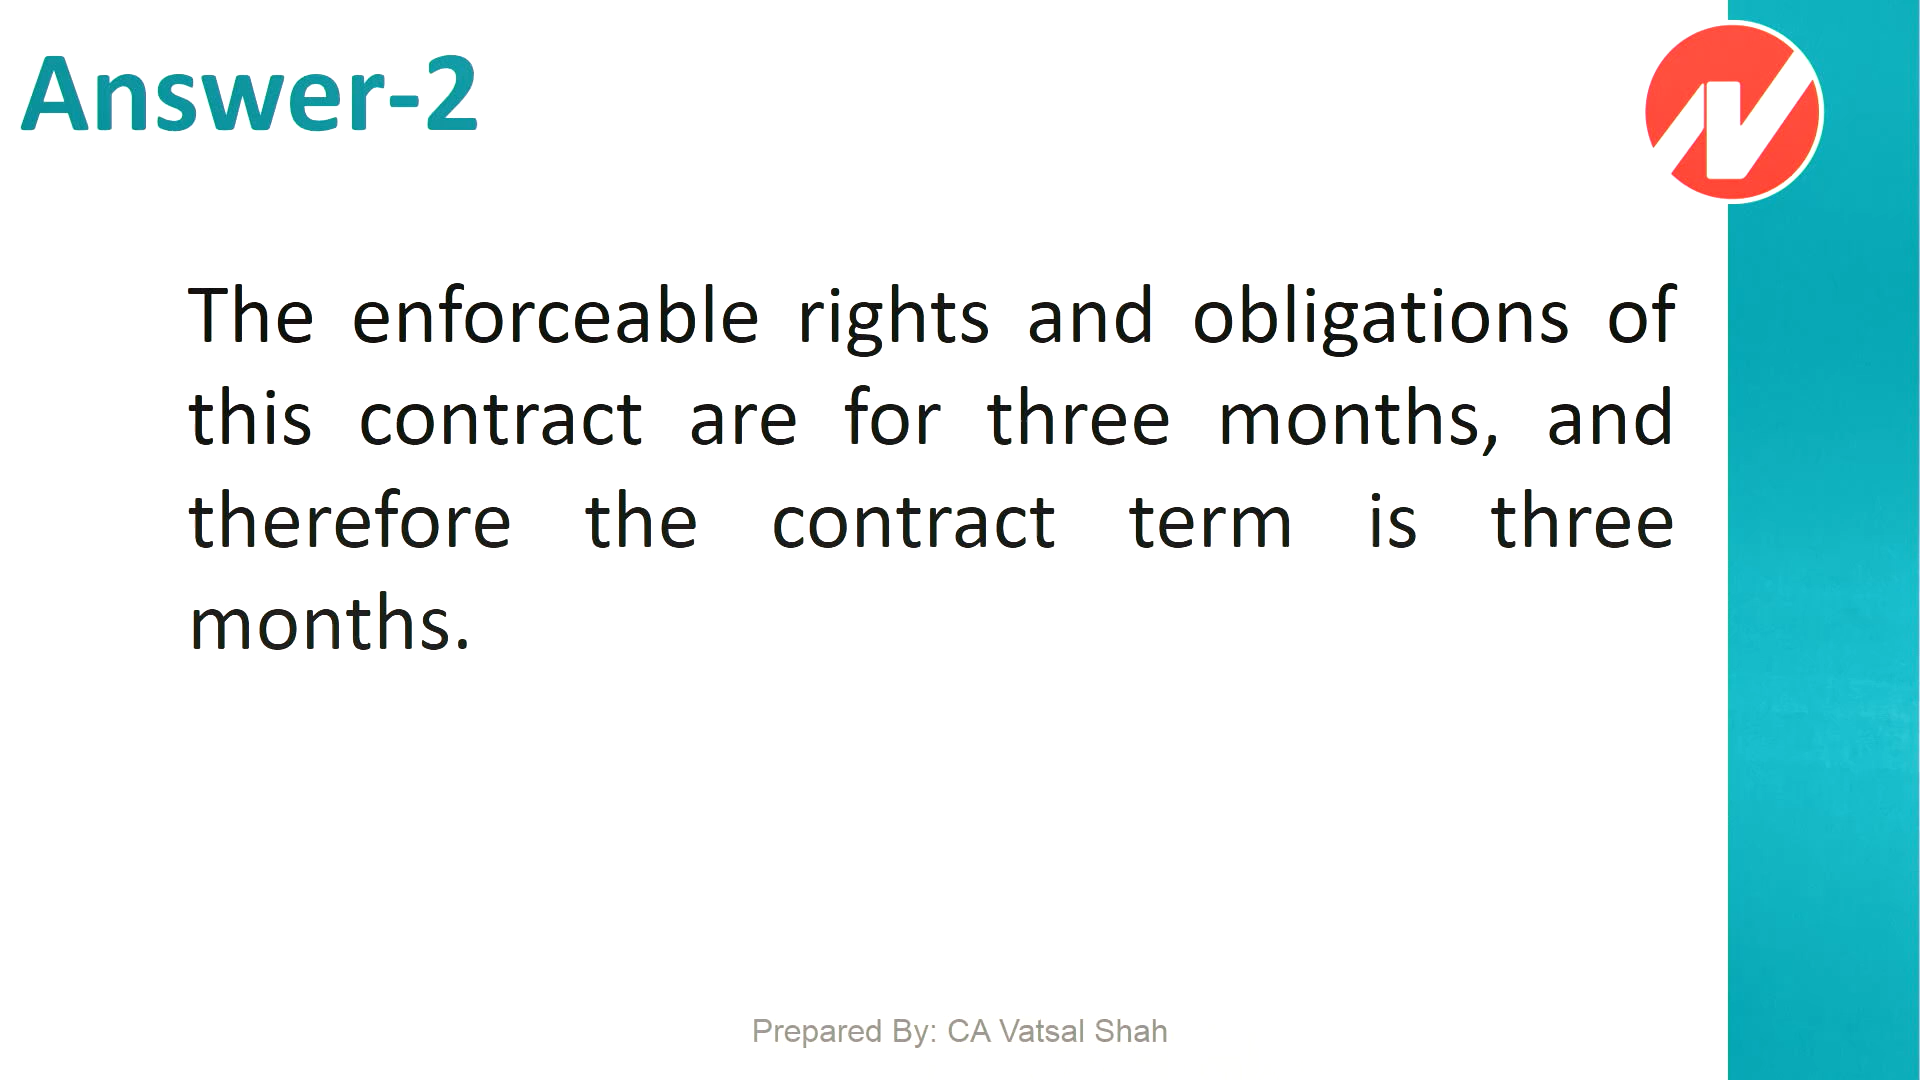 Answer-2
The enforceable rights and obligations of
this contract are for three months, and
therefore the contract term is three
months.
Prepared By: CA Vatsal Shah